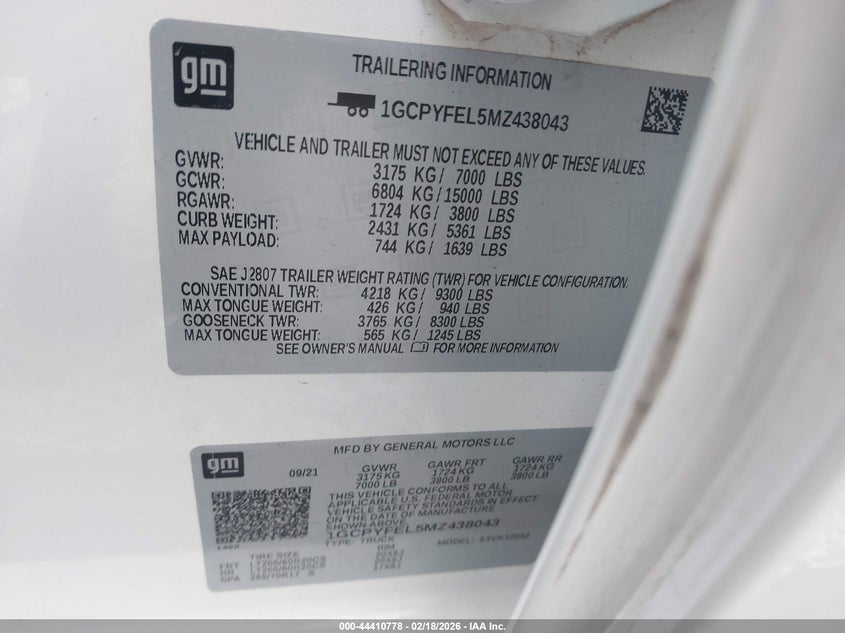 gm
TRAILERING INFORMATION
1GCPYFEL5MZ438043
VEHICLE AND TRAILER MUST NOT EXCEED ANY OF THESE VALUES.
GVWR: 3175 KG / 7000 LBS
GCWR: 6804 KG / 15000 LBS
RGAWR: 1724 KG / 3800 LBS
CURB WEIGHT: 2431 KG / 5361 LBS
MAX PAYLOAD: 744 KG / 1639 LBS
SAE J2807 TRAILER WEIGHT RATING (TWR) FOR VEHICLE CONFIGURATION.
CONVENTIONAL TWR: 4218 KG / 9300 LBS
MAX TONGUE WEIGHT: 426 KG / 940 LBS
GOOSENECK TWR: 3765 KG / 8300 LBS
MAX TONGUE WEIGHT: 565 KG / 1245 LBS
SEE OWNER'S MANUAL FOR MORE INFORMATION
gm
MFD BY GENERAL MOTORS LLC
09/21
GVWR GAWR FRT GAWR RR
3175 KG 1724 KG 1724 KG
7000 LB 3800 LB 3800 LB
THIS VEHICLE CONFORMS TO ALL
APPLICABLE U.S. FEDERAL MOTOR
VEHICLE SAFETY STANDARDS IN EFFECT
ON THE DATE OF MANUFACTURE
SHOWN ABOVE.
1GCPYFEL5MZ438043
TYPE: TRUCK MODEL:
TIRE SIZE RIM
FRT 20X9J
RR 20X9J
SPA 17X8J
000-44410778 - 02/18/2026 - IAA Inc.